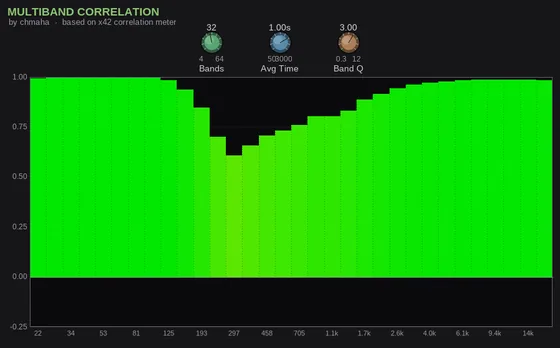 MULTIBAND CORRELATION
by chmaha · based on x42 correlation meter
32 1.00s 3.00
4 64 50 3000 0.3 12
Bands Avg Time Band Q
1.00
0.75
0.50
0.25
0.00
-0.25
22 34 53 81 125 193 297 458 705 1.1k 1.7k 2.6k 4.0k 6.1k 9.4k 14k